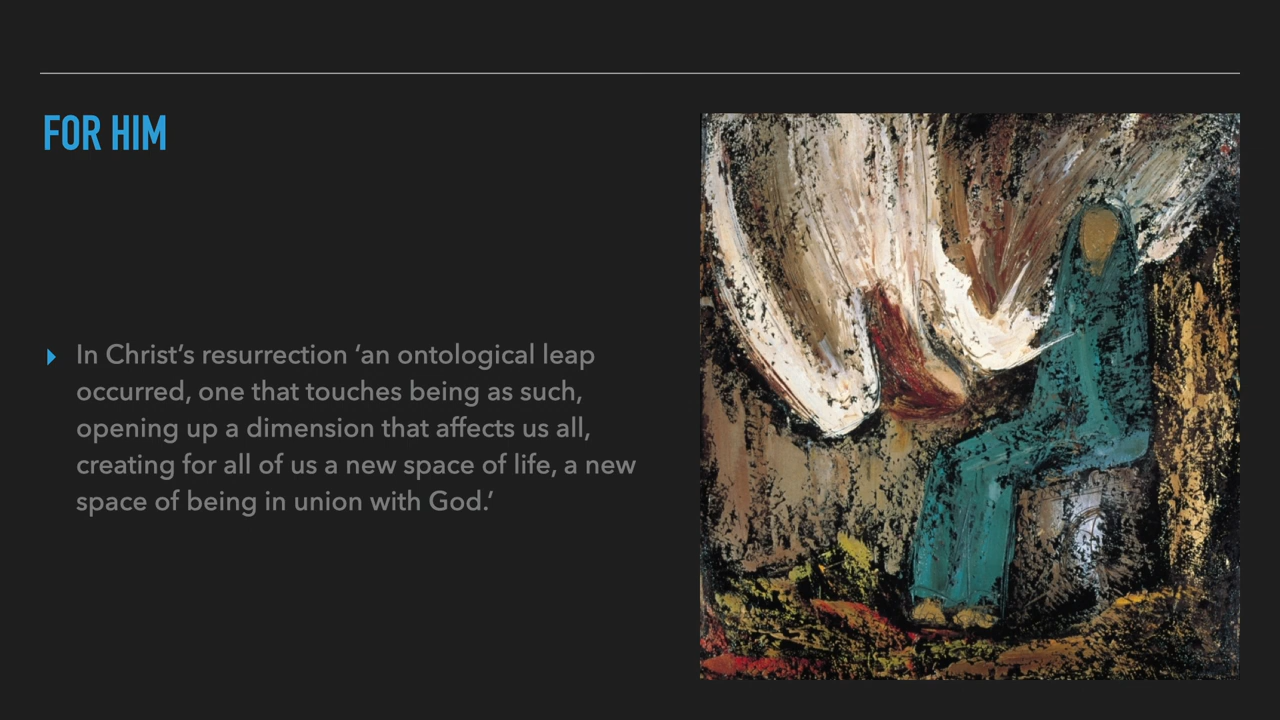 FOR HIM
In Christ’s resurrection ‘an ontological leap
occurred, one that touches being as such,
opening up a dimension that affects us all,
creating for all of us a new space of life, a new
space of being in union with God.’